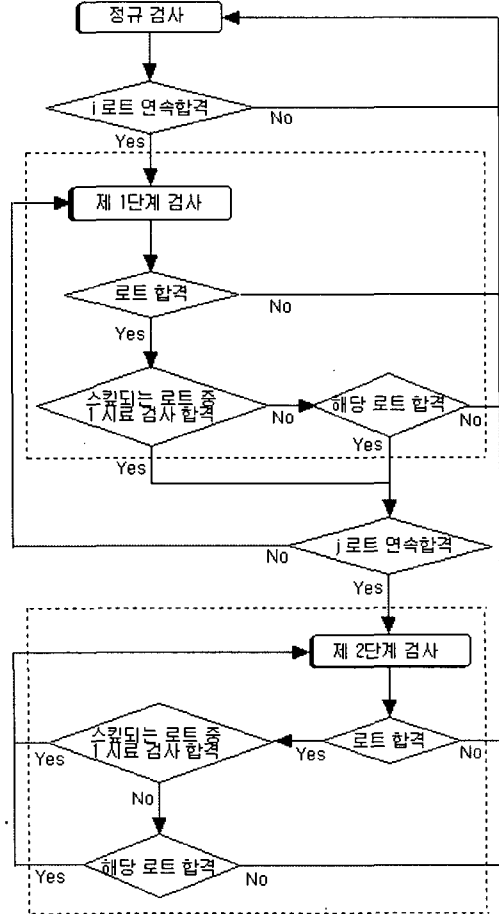 정규 검사
i 로트 연속합격
No
Yes
제 1단계 검사
로트 합격
No
Yes
스킾되는 로트 중
1 시료 검사 합격
No
해당 로트 합격
No
Yes
Yes
j 로트 연속합격
No
Yes
제 2단계 검사
로트 합격
No
Yes
스킾되는 로트 중
1 시료 검사 합격
Yes
No
해당 로트 합격
Yes
No